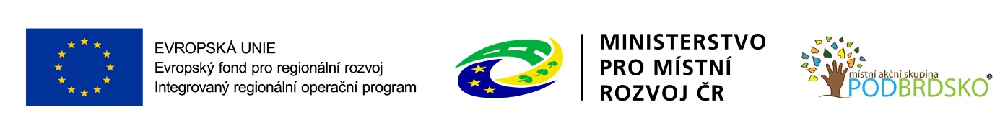 EVROPSKÁ UNIE
Evropský fond pro regionální rozvoj
Integrovaný regionální operační program
MINISTERSTVO
PRO MÍSTNÍ
ROZVOJ ČR
místní akční skupina
PODBRDSKO®